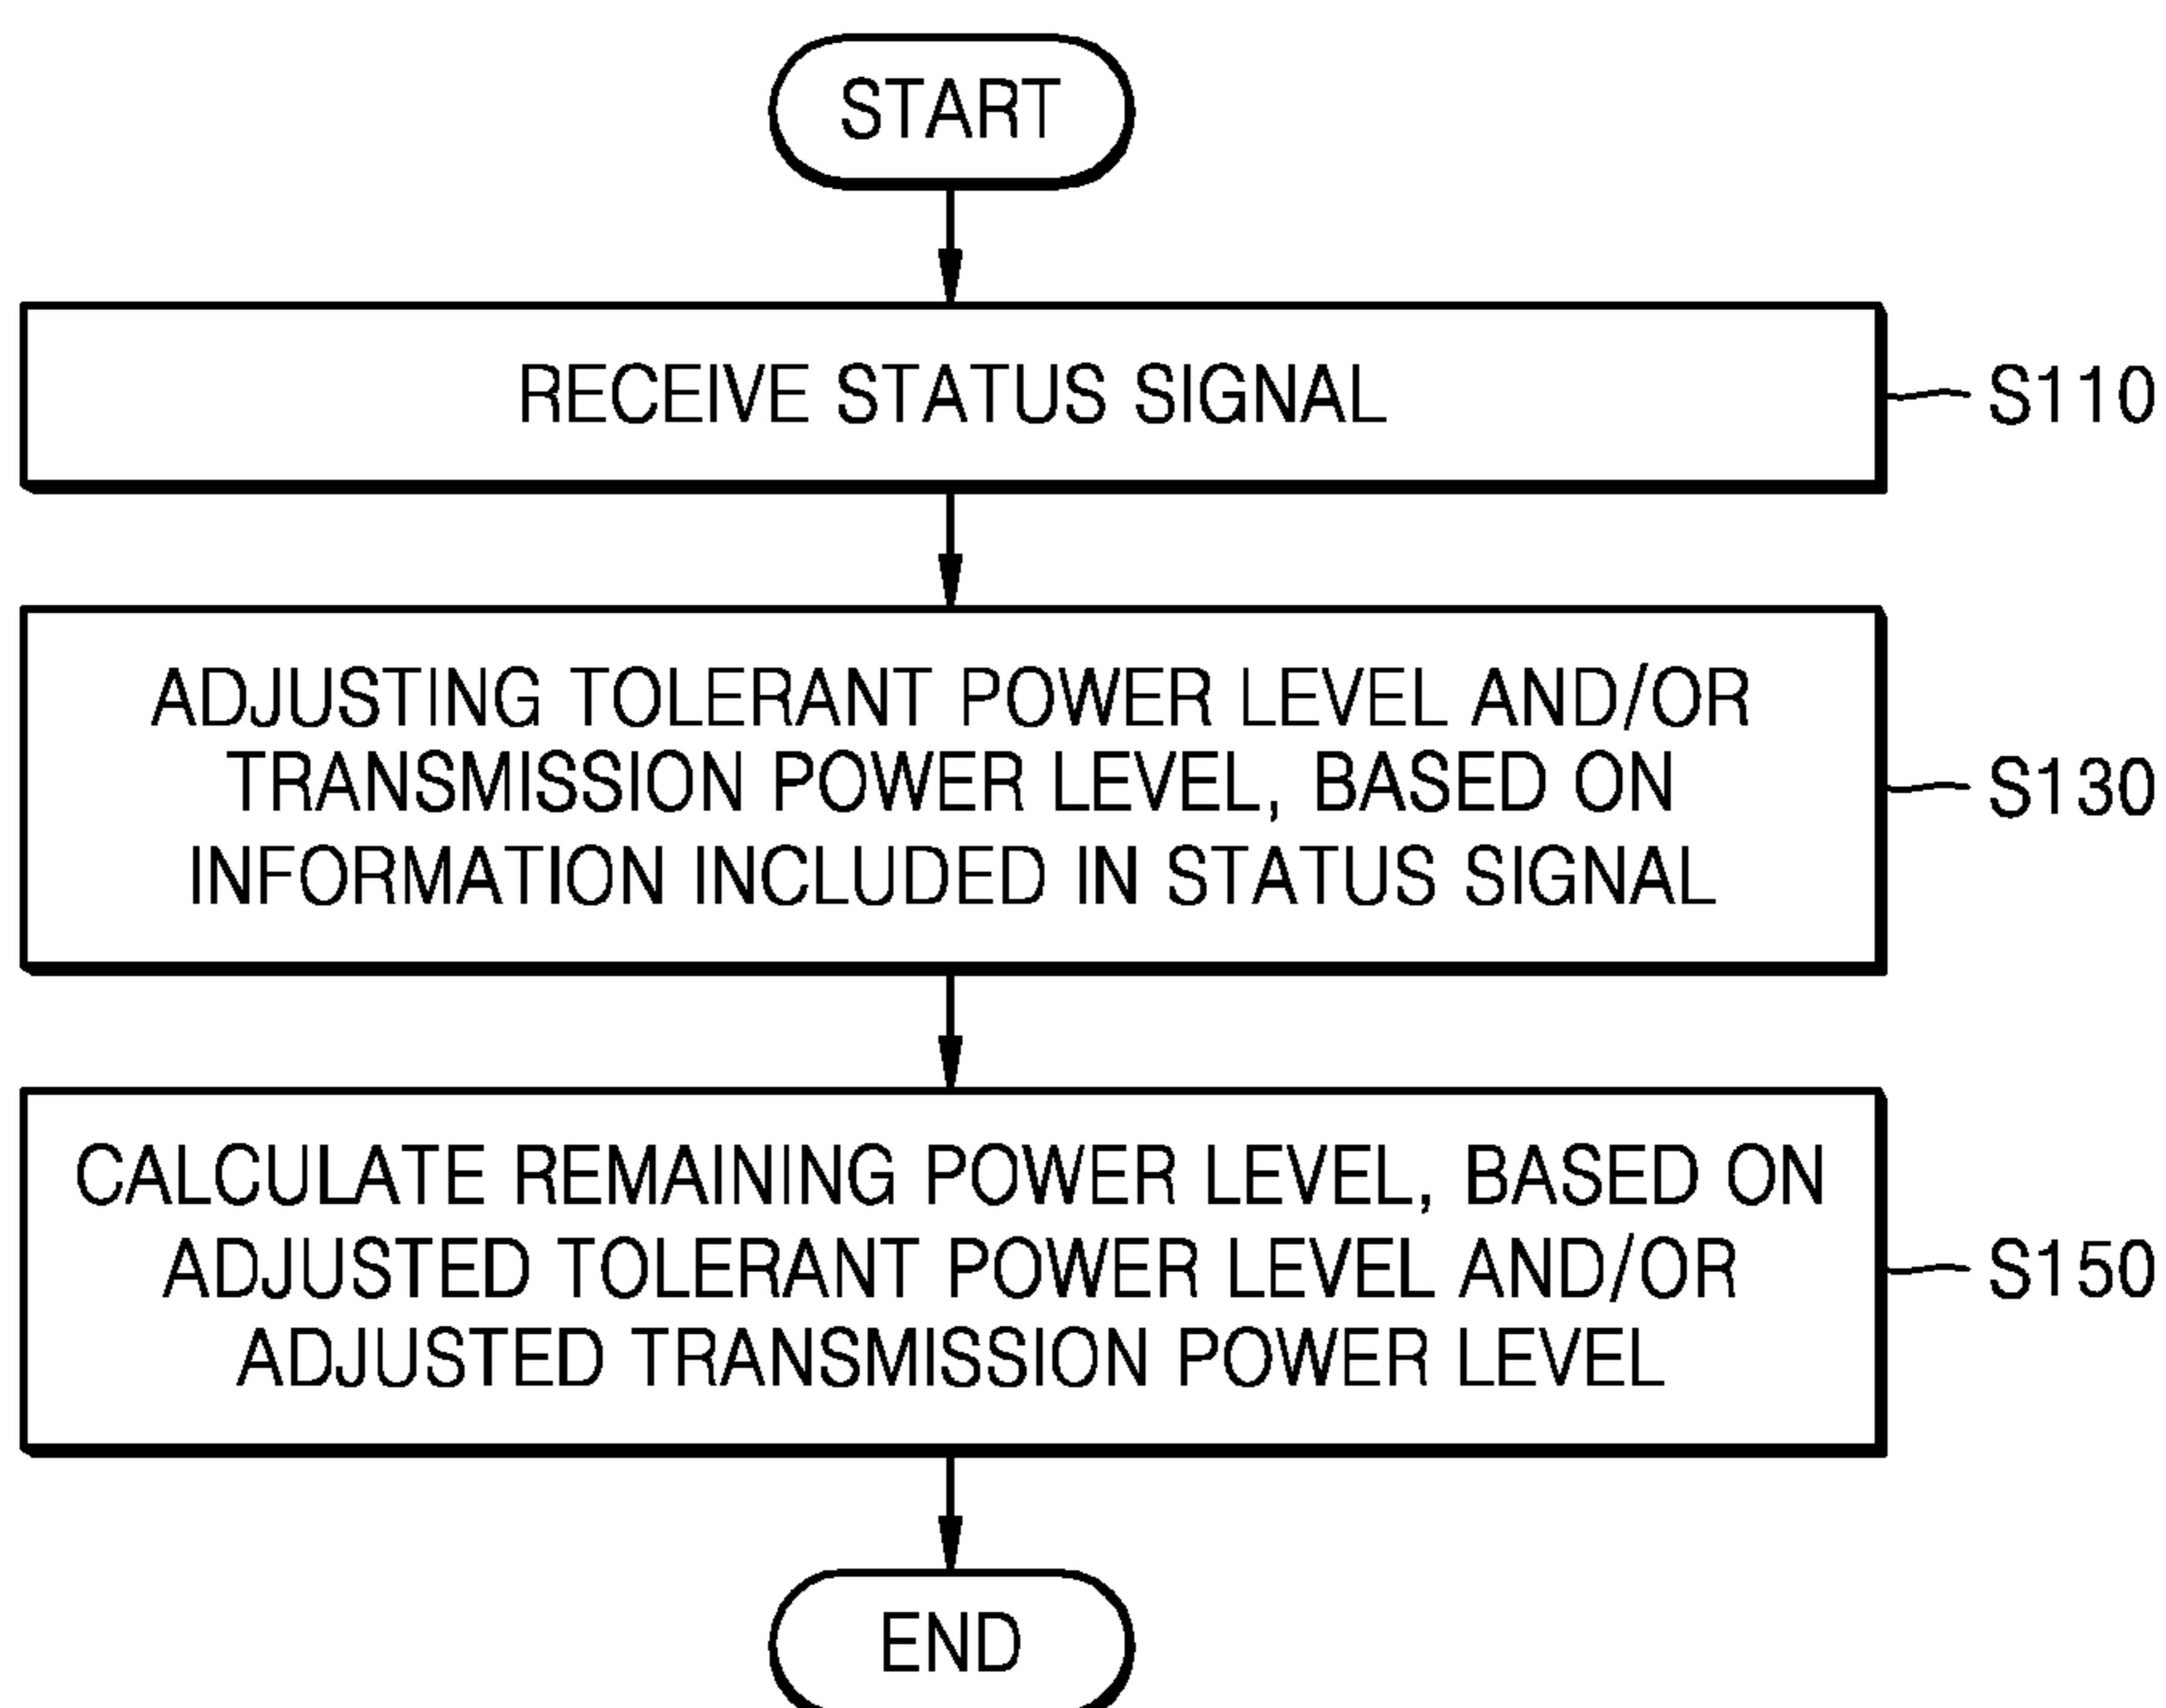 START
RECEIVE STATUS SIGNAL
S110
ADJUSTING TOLERANT POWER LEVEL AND/OR
TRANSMISSION POWER LEVEL, BASED ON
INFORMATION INCLUDED IN STATUS SIGNAL
S130
CALCULATE REMAINING POWER LEVEL, BASED ON
ADJUSTED TOLERANT POWER LEVEL AND/OR
ADJUSTED TRANSMISSION POWER LEVEL
S150
END